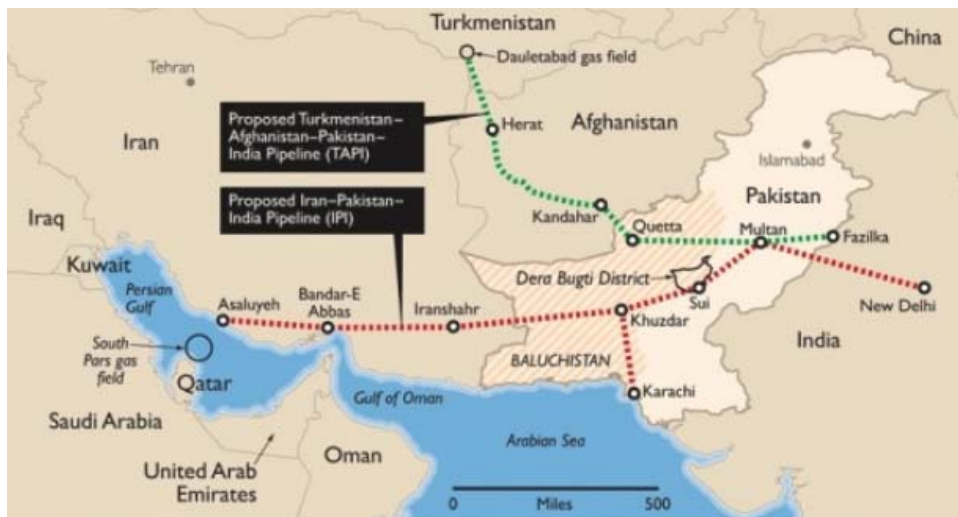 Turkmenistan
China
Dauletabad gas field
Tehran
Proposed Turkmenistan–
Afghanistan–Pakistan–
India Pipeline (TAPI)
Herat
Afghanistan
Iran
Islamabad
Pakistan
Proposed Iran–Pakistan–
India Pipeline (IPI)
Iraq
Kandahar
Quetta
Multan
Fazilka
Kuwait
Persian
Gulf
Asaluyeh
Bandar-E
Abbas
Iranshahr
Dera Bugti District
Sui
New Delhi
Khuzdar
South
Pars gas
field
BALUCHISTAN
India
Qatar
Karachi
Saudi Arabia
Gulf of Oman
Arabian Sea
United Arab
Emirates
Oman
0 Miles 500